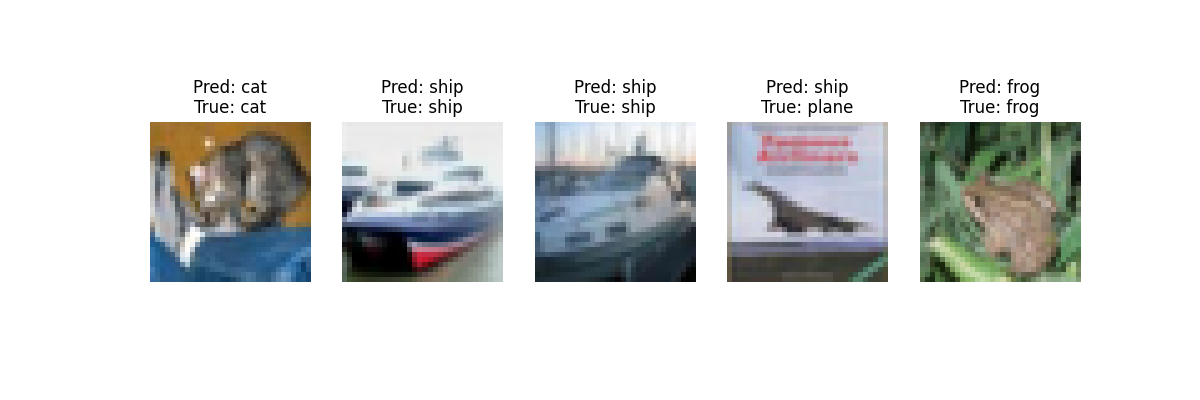 Pred: cat
True: cat
Pred: ship
True: ship
Pred: ship
True: ship
Pred: ship
True: plane
Pred: frog
True: frog